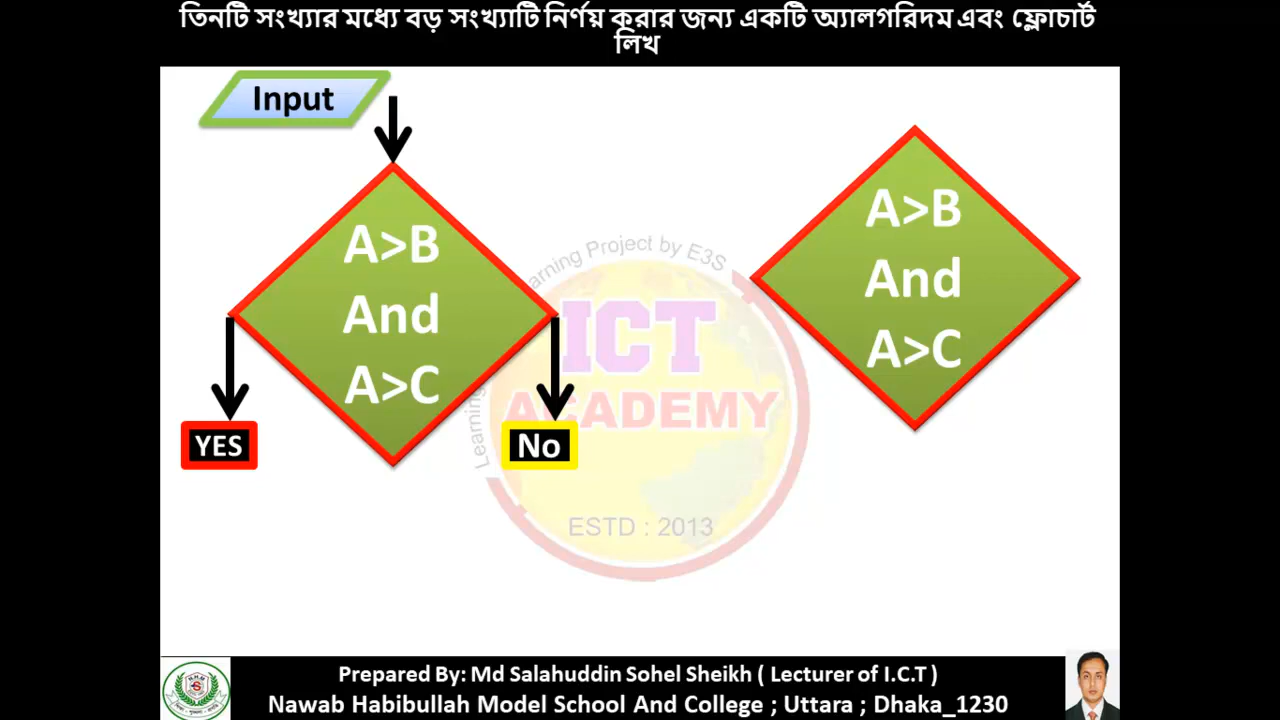 তিনটি সংখ্যার মধ্যে বড় সংখ্যাটি নির্ণয় করার জন্য একটি অ্যালগরিদম এবং ফ্লোচার্ট
লিখ
Input
A>B
And
A>C
YES
No
A>B
And
A>C
Learning
earning Project by E3S
ICT
ACADEMY
ESTD : 2013
Prepared By: Md Salahuddin Sohel Sheikh ( Lecturer of I.C.T )
Nawab Habibullah Model School And College ; Uttara ; Dhaka_1230